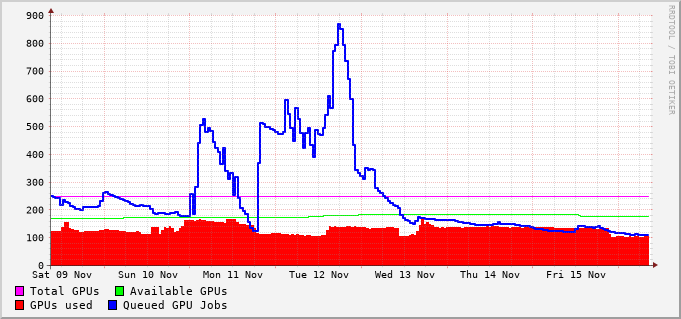 900
800
700
600
500
400
300
200
100
0
Sat 09 Nov Sun 10 Nov Mon 11 Nov Tue 12 Nov Wed 13 Nov Thu 14 Nov Fri 15 Nov
Total GPUs Available GPUs
GPUs used Queued GPU Jobs
RRDTOOL / TOBI OETIKER